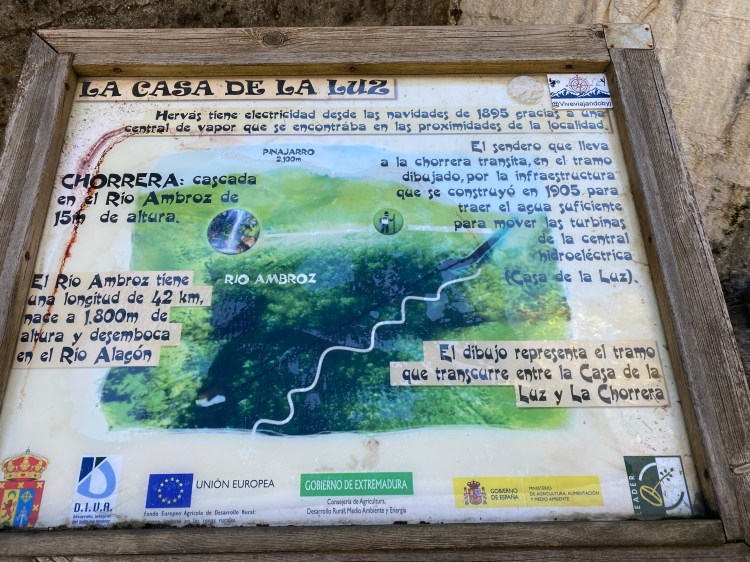 LA CASA DE LA LUZ
@Viveviajandobyj
Hervás tiene electricidad desde las navidades de 1895 gracias a una
central de vapor que se encontraba en las proximidades de la localidad.
PINAJARRO
2.100m
CHORRERA: cascada
en el Río Ambroz de
15m de altura.
El sendero que lleva
a la chorrera transita, en el tramo
dibujado, por la infraestructura
que se construyó en 1905 para
traer el agua suficiente
para mover las turbinas
de la central
hidroeléctrica
(Casa de la Luz).
RIO AMBROZ
El Río Ambroz tiene
una longitud de 42 km,
nace a 1.800m de
altura y desemboca
en el Río Alagón
El dibujo representa el tramo
que transcurre entre la Casa de la
Luz y La Chorrera
D.I.V.A.
UNIÓN EUROPEA
Fondo Europeo Agrícola de Desarrollo Rural:
GOBIERNO DE EXTREMADURA
Consejería de Agricultura,
Desarrollo Rural, Medio Ambiente y Energía
GOBIERNO
DE ESPAÑA
MINISTERIO
DE AGRICULTURA, ALIMENTACIÓN
Y MEDIO AMBIENTE
LEADER